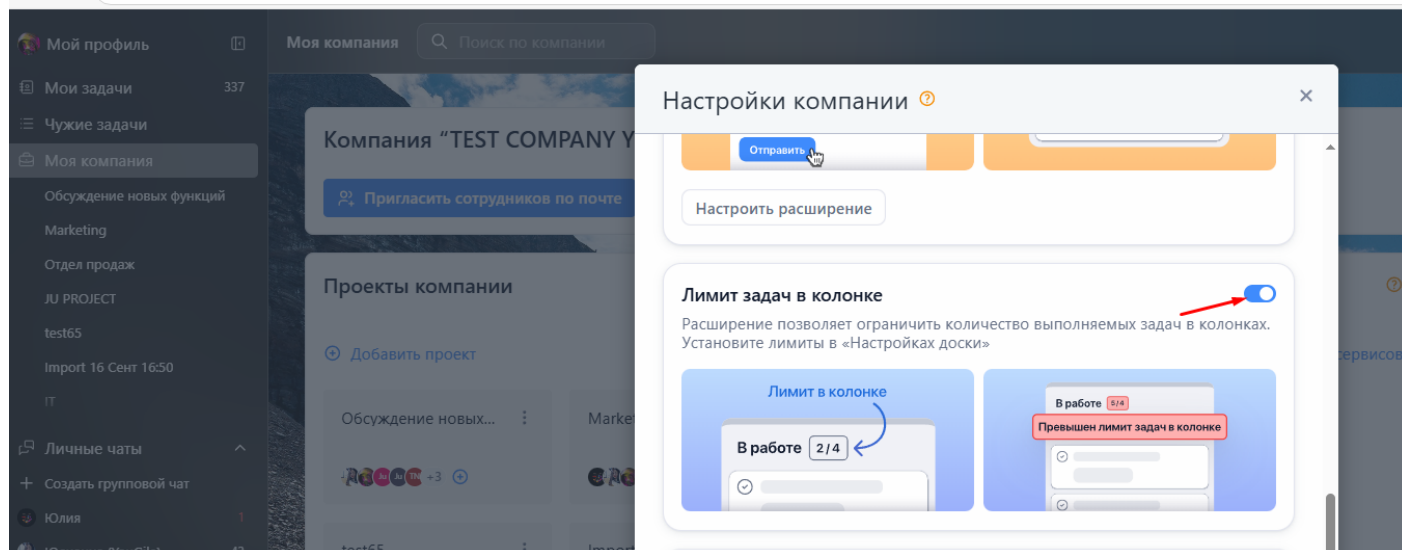 Мой профиль
Мои задачи 337
Чужие задачи
Моя компания
Обсуждение новых функций
Marketing
Отдел продаж
JU PROJECT
test65
Import 16 Сент 16:50
IT
Личные чаты
Создать групповой чат
Юлия 1
Моя компания
Поиск по компании
Компания “TEST COMPANY Y
Пригласить сотрудников по почте
Проекты компании
Добавить проект
Обсуждение новых...
Marke
+3
test65
Import
Настройки компании
Отправить
Настроить расширение
Лимит задач в колонке
Расширение позволяет ограничить количество выполняемых задач в колонках.
Установите лимиты в «Настройках доски»
Лимит в колонке
В работе 2/4
В работе 5/4
Превышен лимит задач в колонке
сервисов